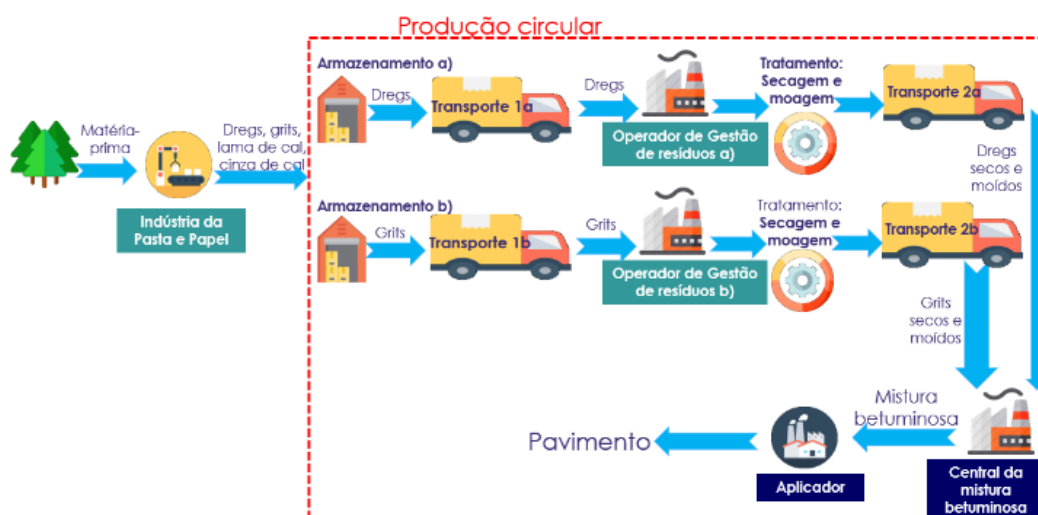 Produção circular
Armazenamento a)
Dregs
Transporte 1a
Dregs
Operador de Gestão
de resíduos a)
Tratamento:
Secagem e
moagem
Transporte 2a
Dregs
secos e
moídos
Matéria-
prima
Indústria da
Pasta e Papel
Dregs, grits,
lama de cal,
cinza de cal
Armazenamento b)
Grits
Transporte 1b
Grits
Operador de Gestão
de resíduos b)
Tratamento:
Secagem e
moagem
Transporte 2b
Grits
secos e
moídos
Central da
mistura
betuminosa
Mistura
betuminosa
Aplicador
Pavimento